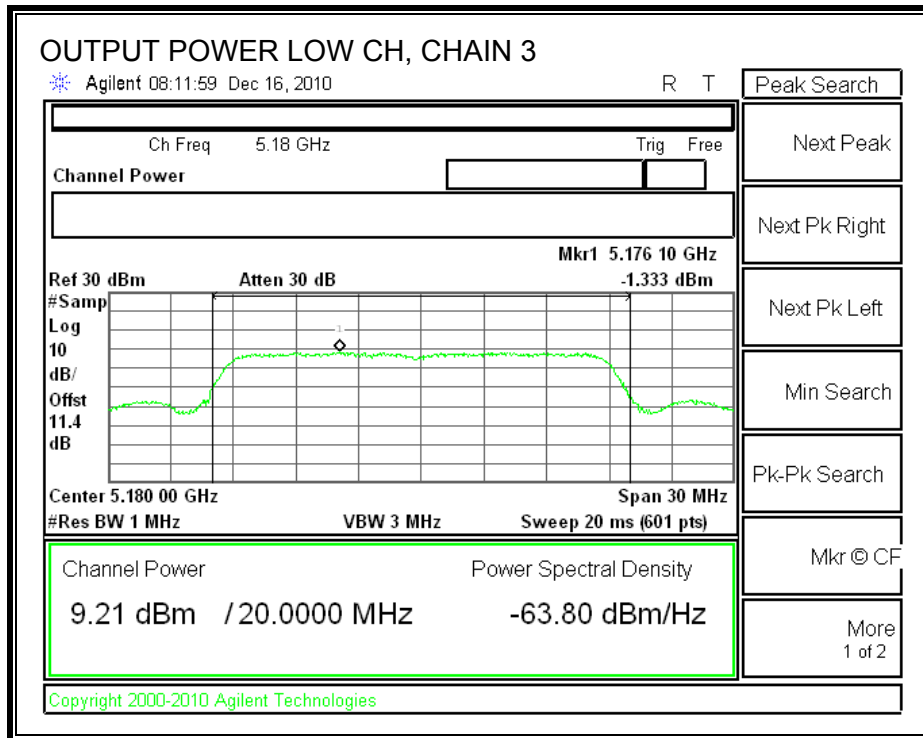 OUTPUT POWER LOW CH, CHAIN 3
Agilent 08:11:59 Dec 16, 2010 R T
Peak Search
Ch Freq 5.18 GHz Trig Free
Channel Power
Mkr1 5.176 10 GHz
Ref 30 dBm Atten 30 dB -1.333 dBm
#Samp
Log
10
dB/
Offst
11.4
dB
1
Center 5.180 00 GHz Span 30 MHz
#Res BW 1 MHz VBW 3 MHz Sweep 20 ms (601 pts)
Channel Power Power Spectral Density
9.21 dBm / 20.0000 MHz -63.80 dBm/Hz
Next Peak
Next Pk Right
Next Pk Left
Min Search
Pk-Pk Search
Mkr © CF
More
1 of 2
Copyright 2000-2010 Agilent Technologies